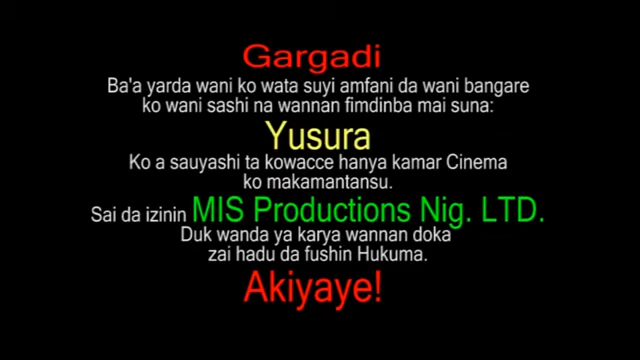 Gargadi
Ba'a yarda wani ko wata suyi amfani da wani bangare
ko wani sashi na wannan fimdinba mai suna:
Yusura
Ko a sauyashi ta kowacce hanya kamar Cinema
ko makamantansu.
Sai da izinin MIS Productions Nig. LTD.
Duk wanda ya karya wannan doka
zai hadu da fushin Hukuma.
Akiyaye!